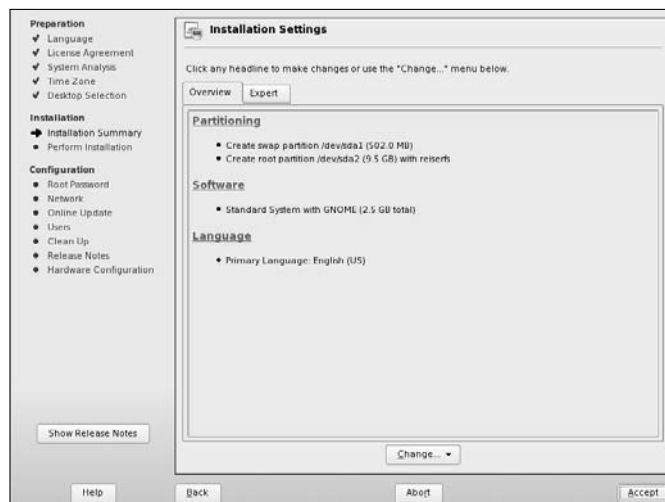 Preparation
Language
License Agreement
System Analysis
Time Zone
Desktop Selection
Installation
Installation Summary
Perform Installation
Configuration
Root Password
Network
Online Update
Users
Clean Up
Release Notes
Hardware Configuration
Show Release Notes
Installation Settings
Click any headline to make changes or use the "Change..." menu below.
Overview Expert
Partitioning
Create swap partition /dev/sda1 (502.0 MB)
Create root partition /dev/sda2 (9.5 GB) with reiserfs
Software
Standard System with GNOME (2.5 GB total)
Language
Primary Language: English (US)
Change...
Help Back Abort Accept